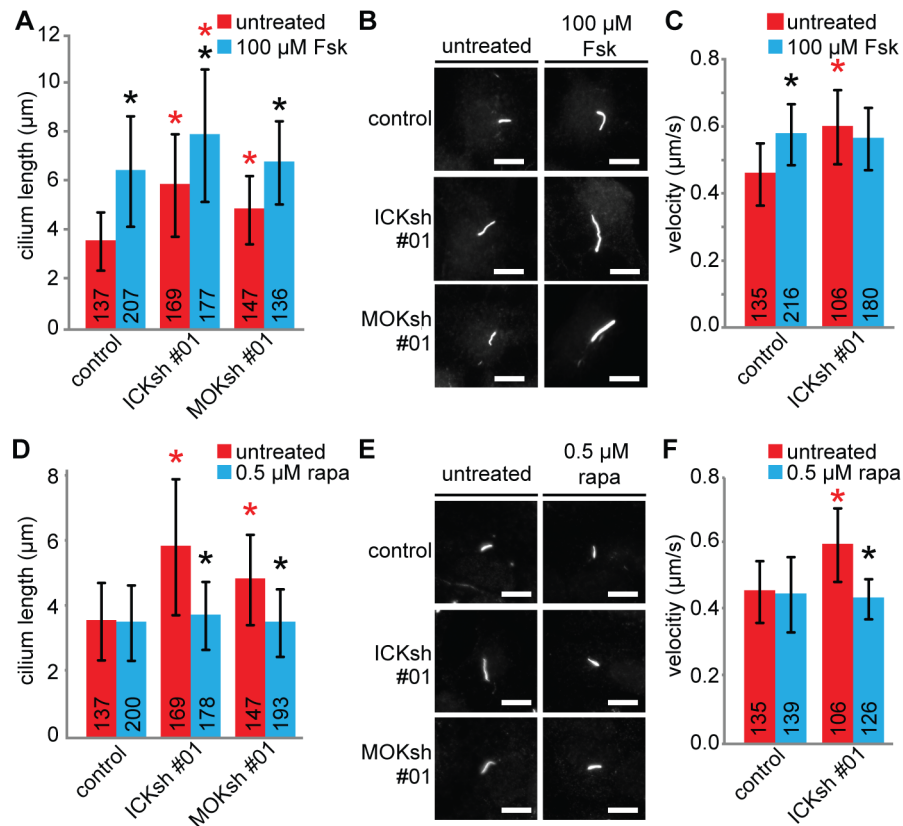 A
untreated
100 µM Fsk
cilium length (µm)
12
10
8
6
4
2
0
*
*
*
*
*
*
137
207
169
177
147
136
control
ICKsh #01
MOKsh #01
B
untreated
100 µM
Fsk
control
ICKsh
#01
MOKsh
#01
C
untreated
100 µM Fsk
velocity (µm/s)
0.8
0.6
0.4
0.2
0.0
*
*
135
216
106
180
control
ICKsh #01
D
untreated
0.5 µM rapa
cilium length (µm)
8
6
4
2
0
*
*
*
*
137
200
169
178
147
193
control
ICKsh #01
MOKsh #01
E
untreated
0.5 µM
rapa
control
ICKsh
#01
MOKsh
#01
F
untreated
0.5 µM rapa
velocitiy (µm/s)
0.8
0.6
0.4
0.2
0.0
*
*
135
139
106
126
control
ICKsh #01